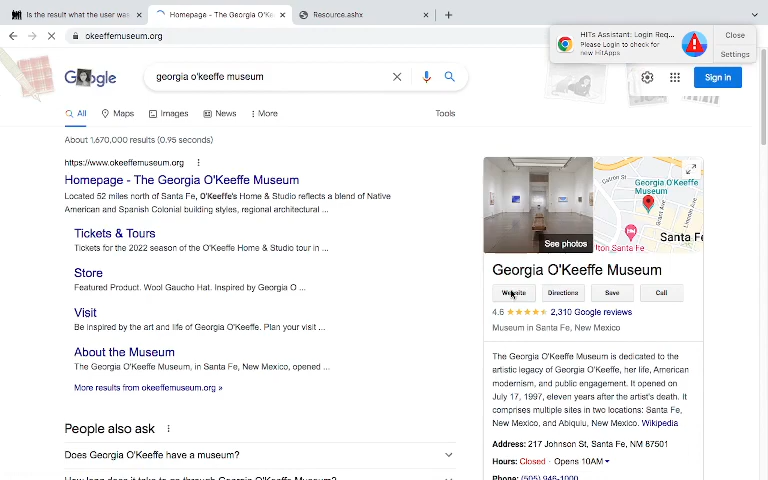 Is the result what the user was
Homepage - The Georgia O'Ke
Resource.ashx
okeeffemuseum.org
HITs Assistant: Login Req...
Please Login to check for
new HitApps
Close
Settings
Google
georgia o'keeffe museum
Sign in
All
Maps
Images
News
More
Tools
About 1,670,000 results (0.95 seconds)
https://www.okeeffemuseum.org
Homepage - The Georgia O'Keeffe Museum
Located 52 miles north of Santa Fe, O'Keeffe's Home & Studio reflects a blend of Native
American and Spanish Colonial building styles, regional architectural ...
Tickets & Tours
Tickets for the 2022 season of the O'Keeffe Home & Studio tour in ...
Store
Featured Product. Wool Gaucho Hat. Inspired by Georgia O ...
Visit
Be inspired by the art and life of Georgia O'Keeffe. Plan your visit ...
About the Museum
The Georgia O'Keeffe Museum, in Santa Fe, New Mexico, opened ...
More results from okeeffemuseum.org »
People also ask
Does Georgia O'Keeffe have a museum?
How long does it take to go through Georgia O'Keeffe Museum?
See photos
Catron St
Georgia O'Keeffe
Museum
Grant Ave
Lincoln Ave
Hilton Santa Fe
Santa Fe
Georgia O'Keeffe Museum
Website
Directions
Save
Call
4.6
2,310 Google reviews
Museum in Santa Fe, New Mexico
The Georgia O'Keeffe Museum is dedicated to the
artistic legacy of Georgia O'Keeffe, her life, American
modernism, and public engagement. It opened on
July 17, 1997, eleven years after the artist's death. It
comprises multiple sites in two locations: Santa Fe,
New Mexico, and Abiquiu, New Mexico. Wikipedia
Address: 217 Johnson St, Santa Fe, NM 87501
Hours: Closed · Opens 10AM
Phone: (505) 946-1000